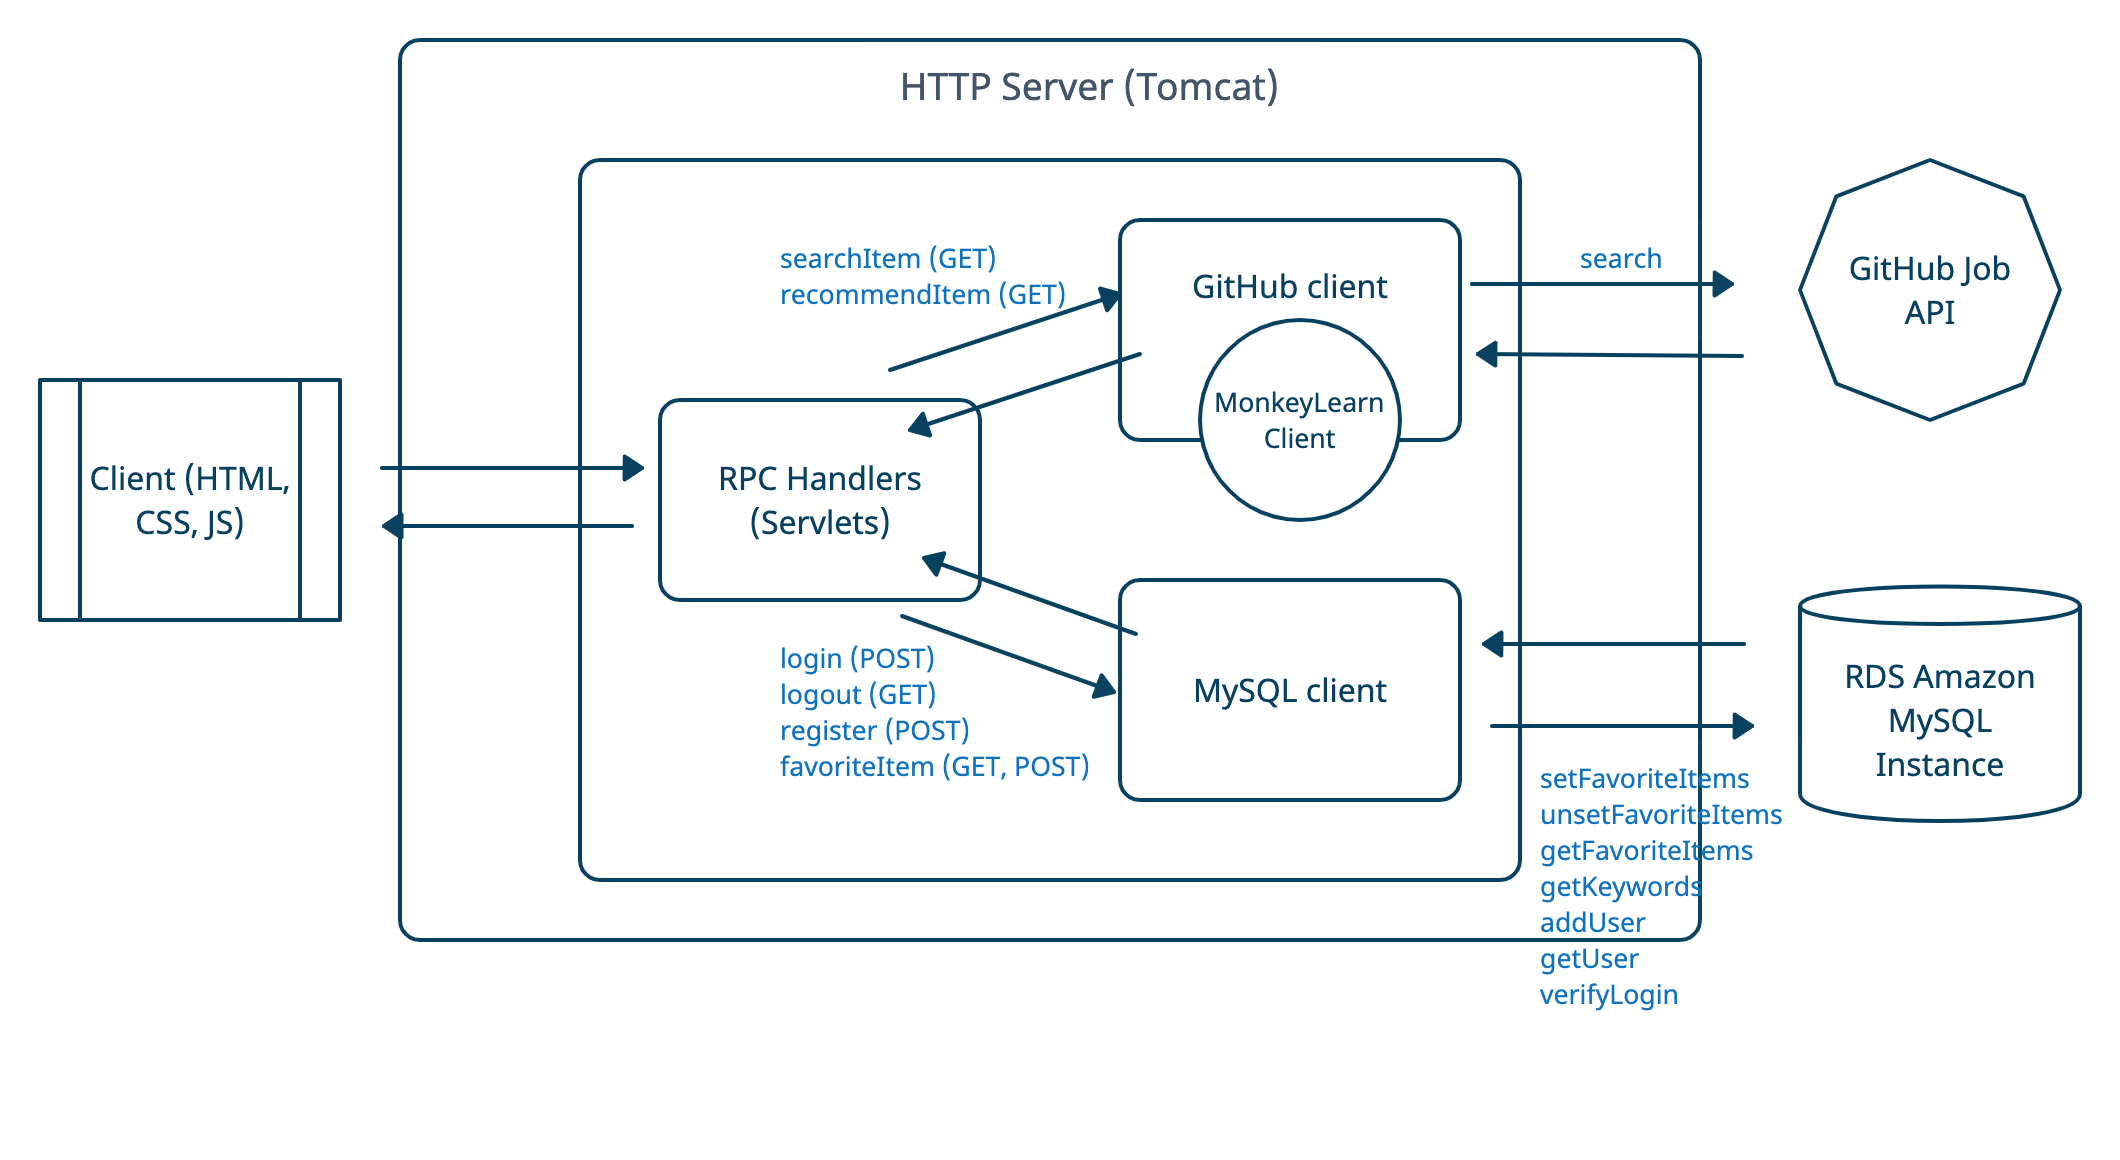 HTTP Server (Tomcat)
searchItem (GET)
recommendItem (GET)
GitHub client
search
GitHub Job
API
MonkeyLearn
Client
Client (HTML,
CSS, JS)
RPC Handlers
(Servlets)
login (POST)
logout (GET)
register (POST)
favoriteItem (GET, POST)
MySQL client
RDS Amazon
MySQL
Instance
setFavoriteItems
unsetFavoriteItems
getFavoriteItems
getKeywords
addUser
getUser
verifyLogin